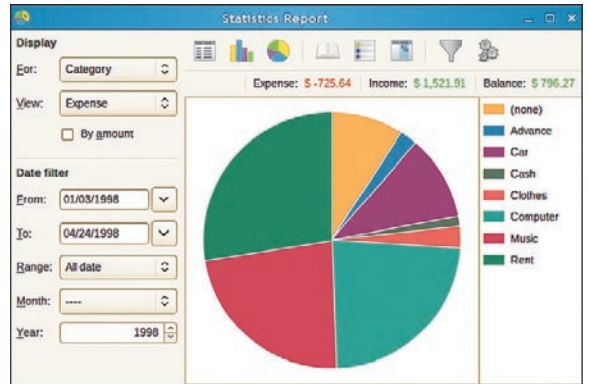 Statistics Report
Display
For: Category
View: Expense
By amount
Date filter
From: 01/03/1998
To: 04/24/1998
Range: All date
Month: ----
Year: 1998
Expense: $ -725.64 Income: $ 1,521.91 Balance: $ 796.27
(none)
Advance
Car
Cash
Clothes
Computer
Music
Rent